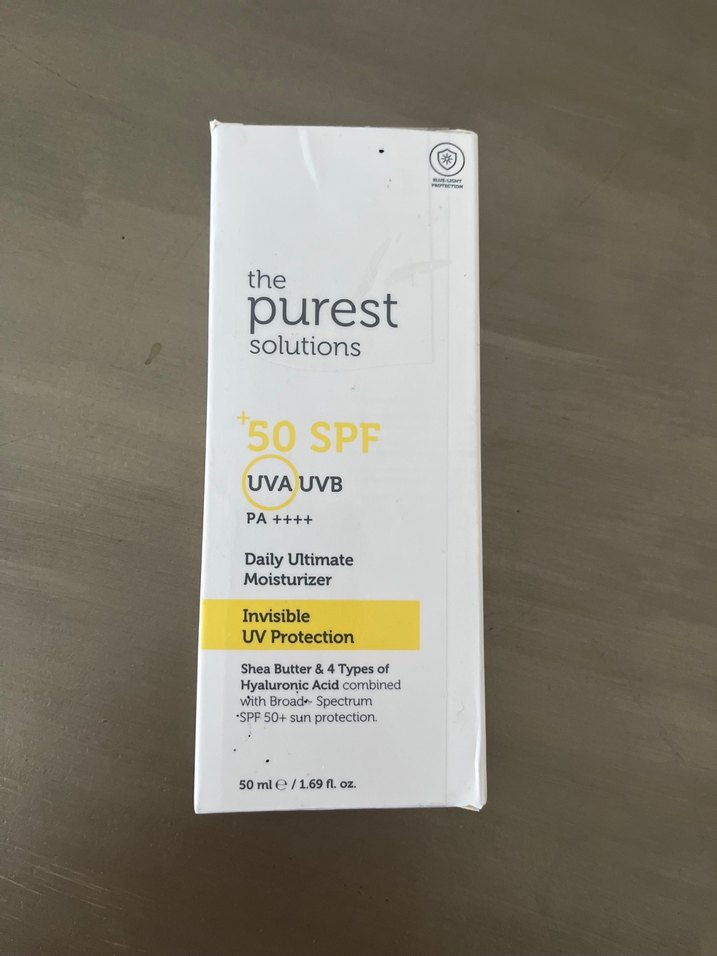 BLUE-LIGHT
PROTECTION
the
purest
solutions
+50 SPF
UVA UVB
PA ++++
Daily Ultimate
Moisturizer
Invisible
UV Protection
Shea Butter & 4 Types of
Hyaluronic Acid combined
with Broad- Spectrum
SPF 50+ sun protection.
50 ml ℮ / 1.69 fl. oz.